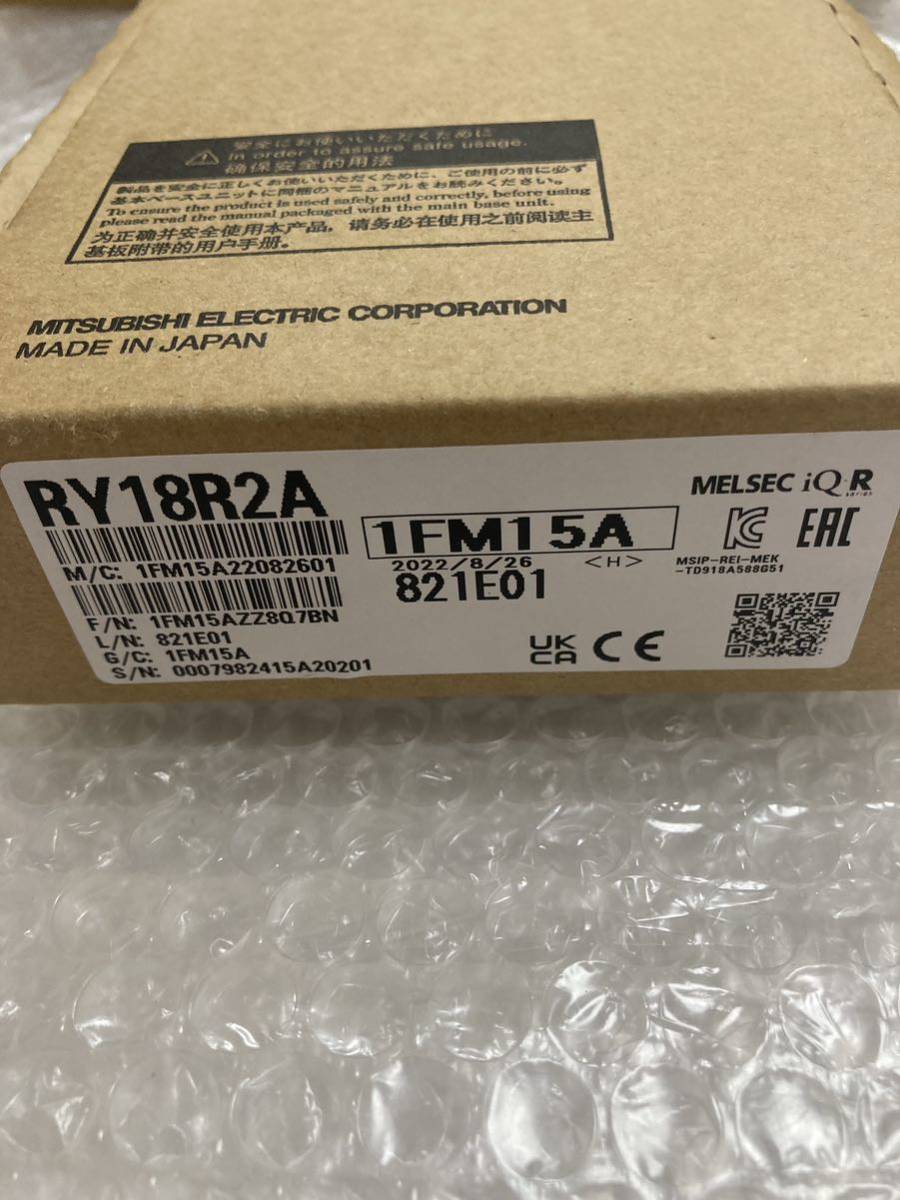 安全にお使いいただくために
In order to assure safe usage.
确保安全的用法
製品を安全に正しくお使いいただくために、ご使用の前に必ず
基本ベースユニットに同梱のマニュアルをお読みください。
To ensure the product is used safely and correctly, before using
please read the manual packaged with the main base unit.
为正确并安全使用本产品，请务必在使用之前阅读主
基板附带的用户手册。
MITSUBISHI ELECTRIC CORPORATION
MADE IN JAPAN
RY18R2A
MELSEC iQ-R
series
M/C: 1FM15A22082601
1FM15A
2022/8/26 <H>
821E01
MSIP-REI-MEK
-TD918A588G51
EAC
F/N: 1FM15AZZ8Q7BN
L/N: 821E01
G/C: 1FM15A
S/N: 0007982415A20201
UK
CA
CE